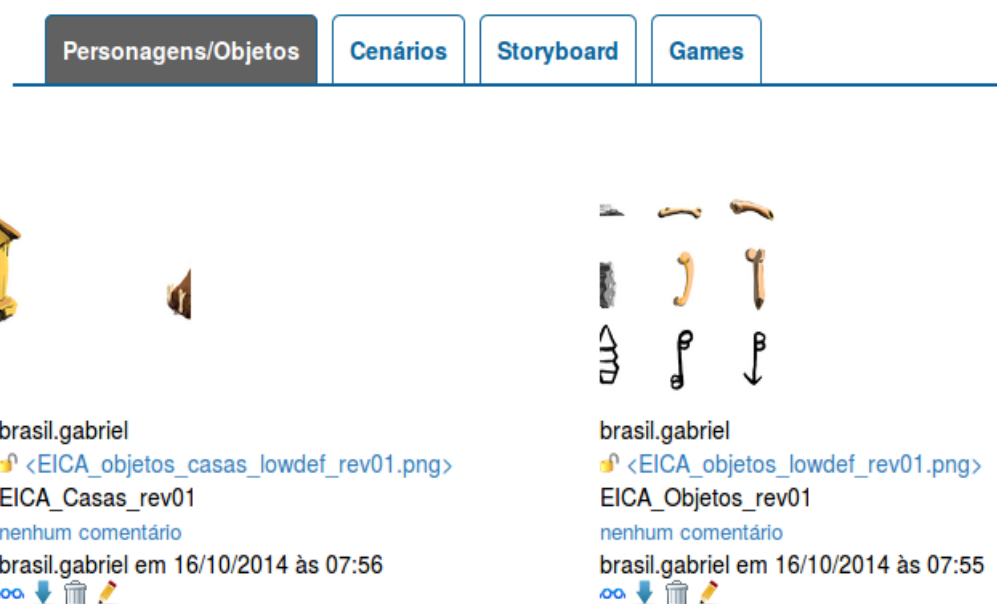 Personagens/Objetos Cenários Storyboard Games
brasil.gabriel
<EICA_objetos_casas_lowdef_rev01.png>
EICA_Casas_rev01
nenhum comentário
brasil.gabriel em 16/10/2014 às 07:56
brasil.gabriel
<EICA_objetos_lowdef_rev01.png>
EICA_Objetos_rev01
nenhum comentário
brasil.gabriel em 16/10/2014 às 07:55